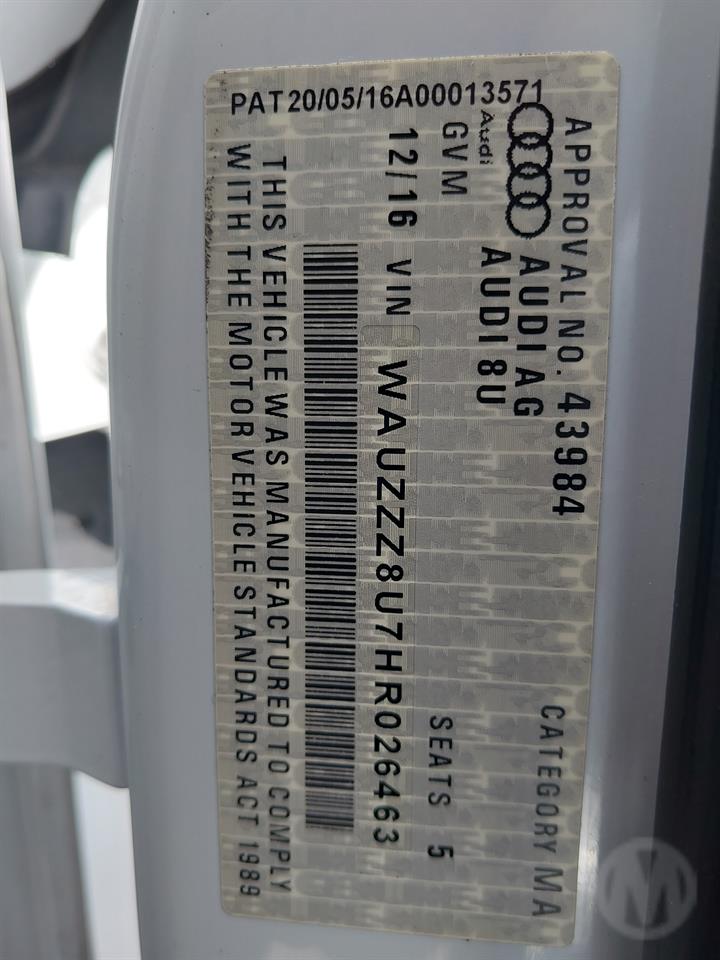 PAT20/05/16A00013571
APPROVAL NO. 43984 CATEGORY MA
Audi AUDI AG
AUDI 8U
GVM SEATS 5
12/16 VIN WAUZZZ8U7HR026463
THIS VEHICLE WAS MANUFACTURED TO COMPLY
WITH THE MOTOR VEHICLE STANDARDS ACT 1989
M